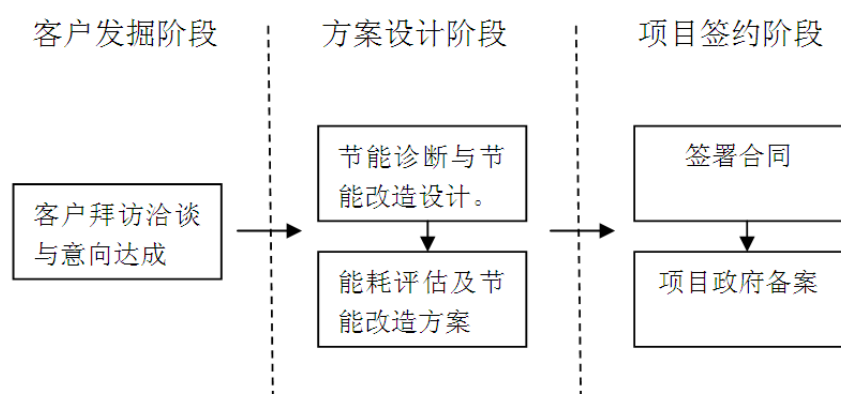 客户发掘阶段
方案设计阶段
项目签约阶段
客户拜访洽谈
与意向达成
节能诊断与节
能改造设计。
能耗评估及节
能改造方案
签署合同
项目政府备案